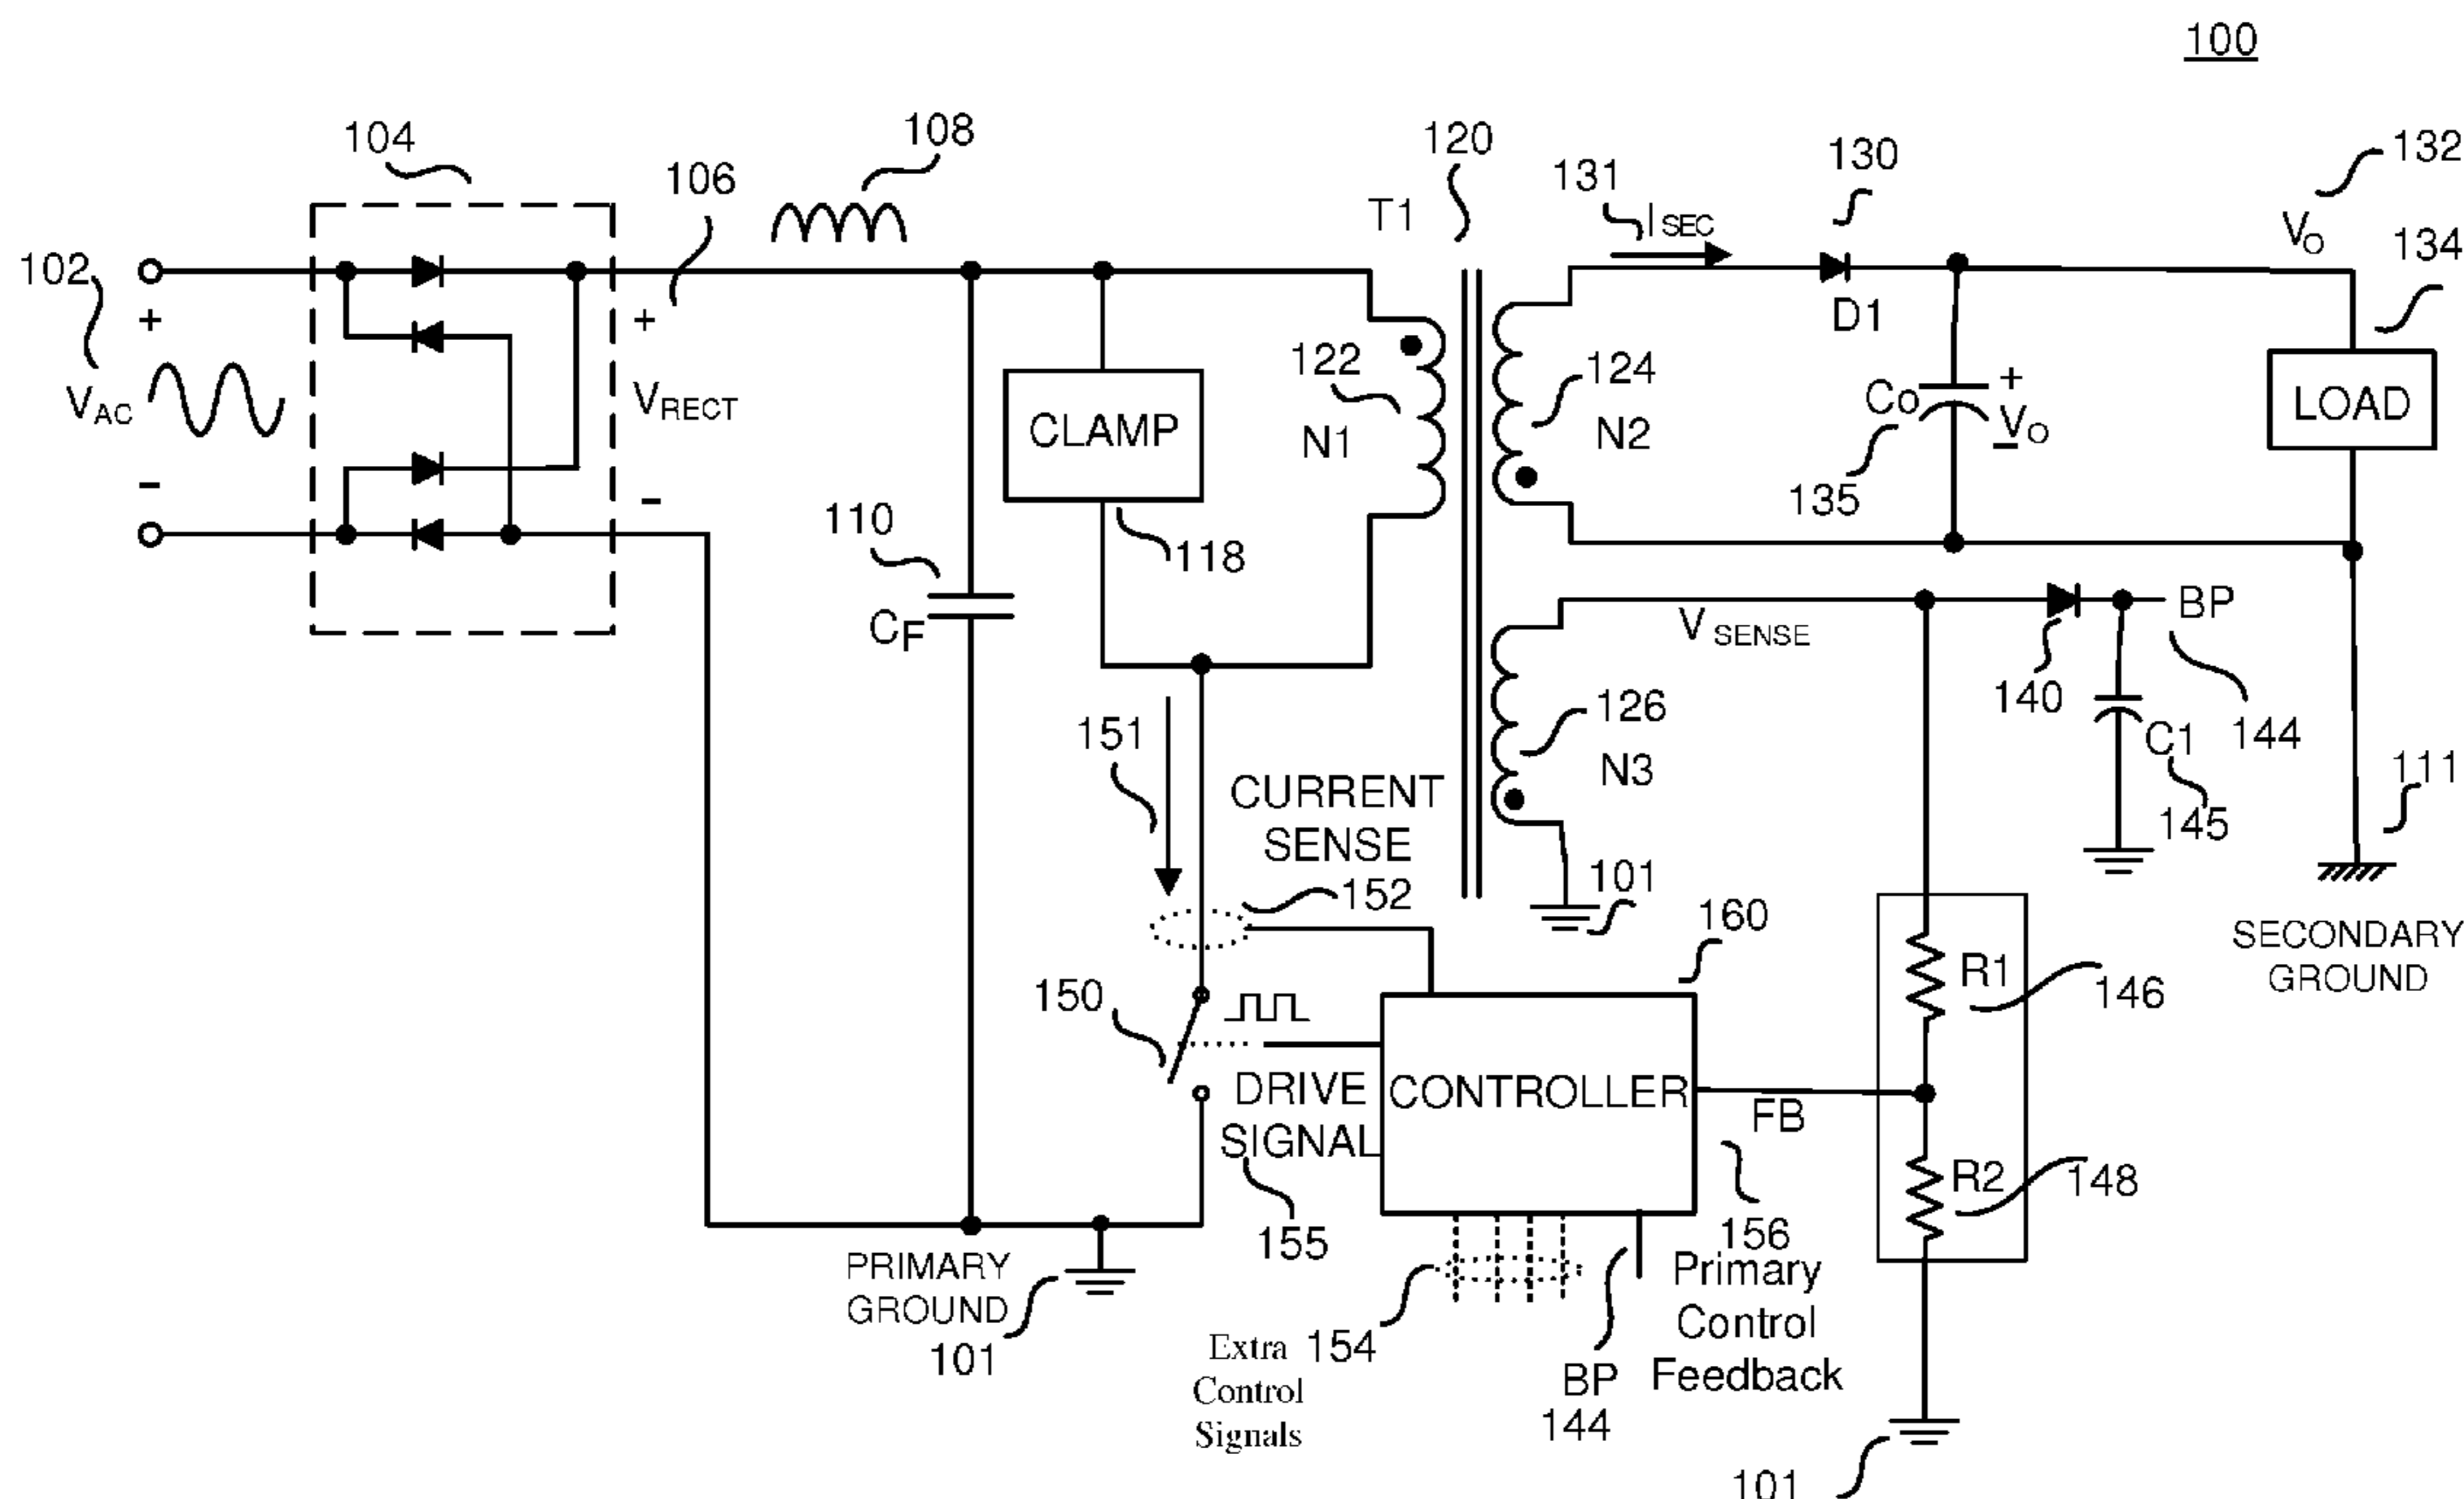 100
104
108
120
130
132
106
131
T1
I SEC
VO
134
102
+
+
D1
VAC
VRECT
122
N1
124
N2
Co
+
VO
-
135
LOAD
CLAMP
-
-
118
110
CF
VSENSE
BP
140
144
C1
145
126
N3
111
151
CURRENT
SENSE
152
101
160
SECONDARY
GROUND
R1
146
150
DRIVE
SIGNAL
CONTROLLER
FB
R2
148
155
156
Primary
Control
Feedback
PRIMARY
GROUND
101
Extra
Control
Signals
154
BP
144
101